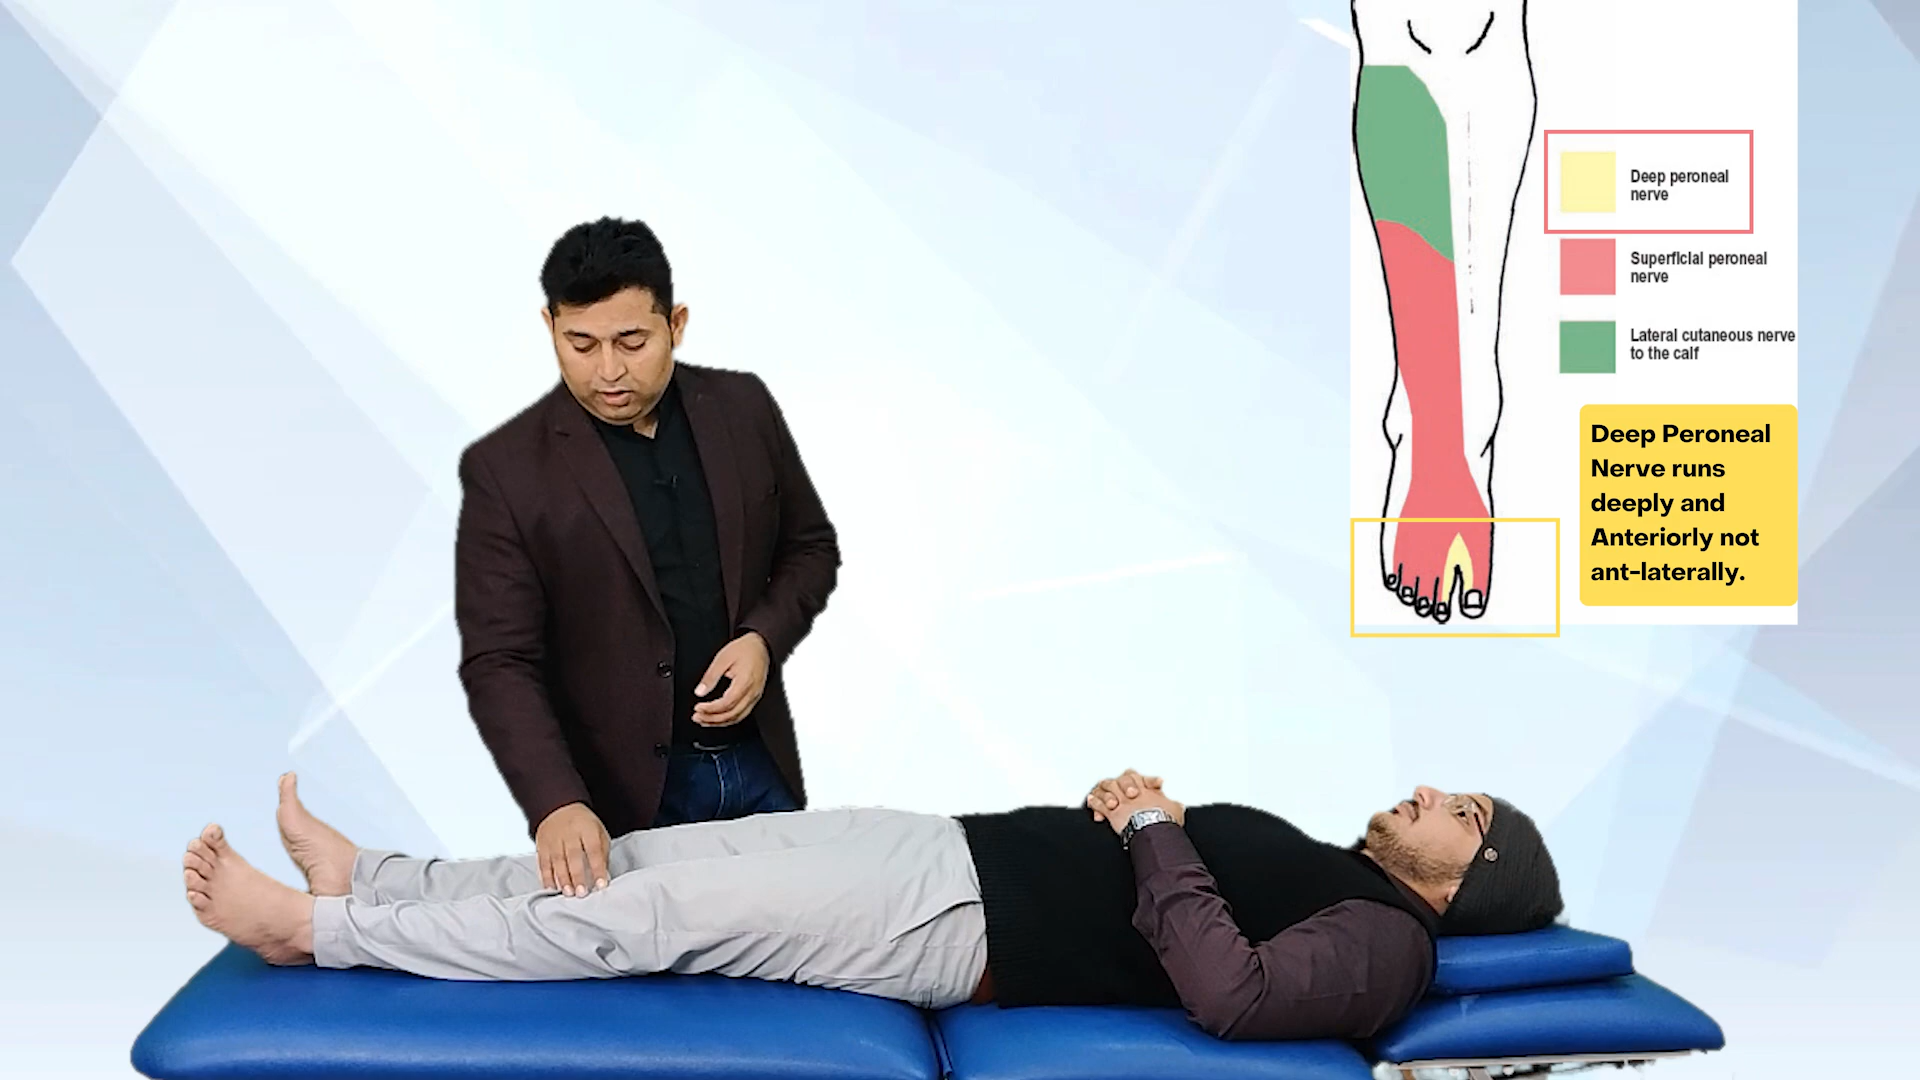 Deep peroneal
nerve
Superficial peroneal
nerve
Lateral cutaneous nerve
to the calf
Deep Peroneal
Nerve runs
deeply and
Anteriorly not
ant-laterally.